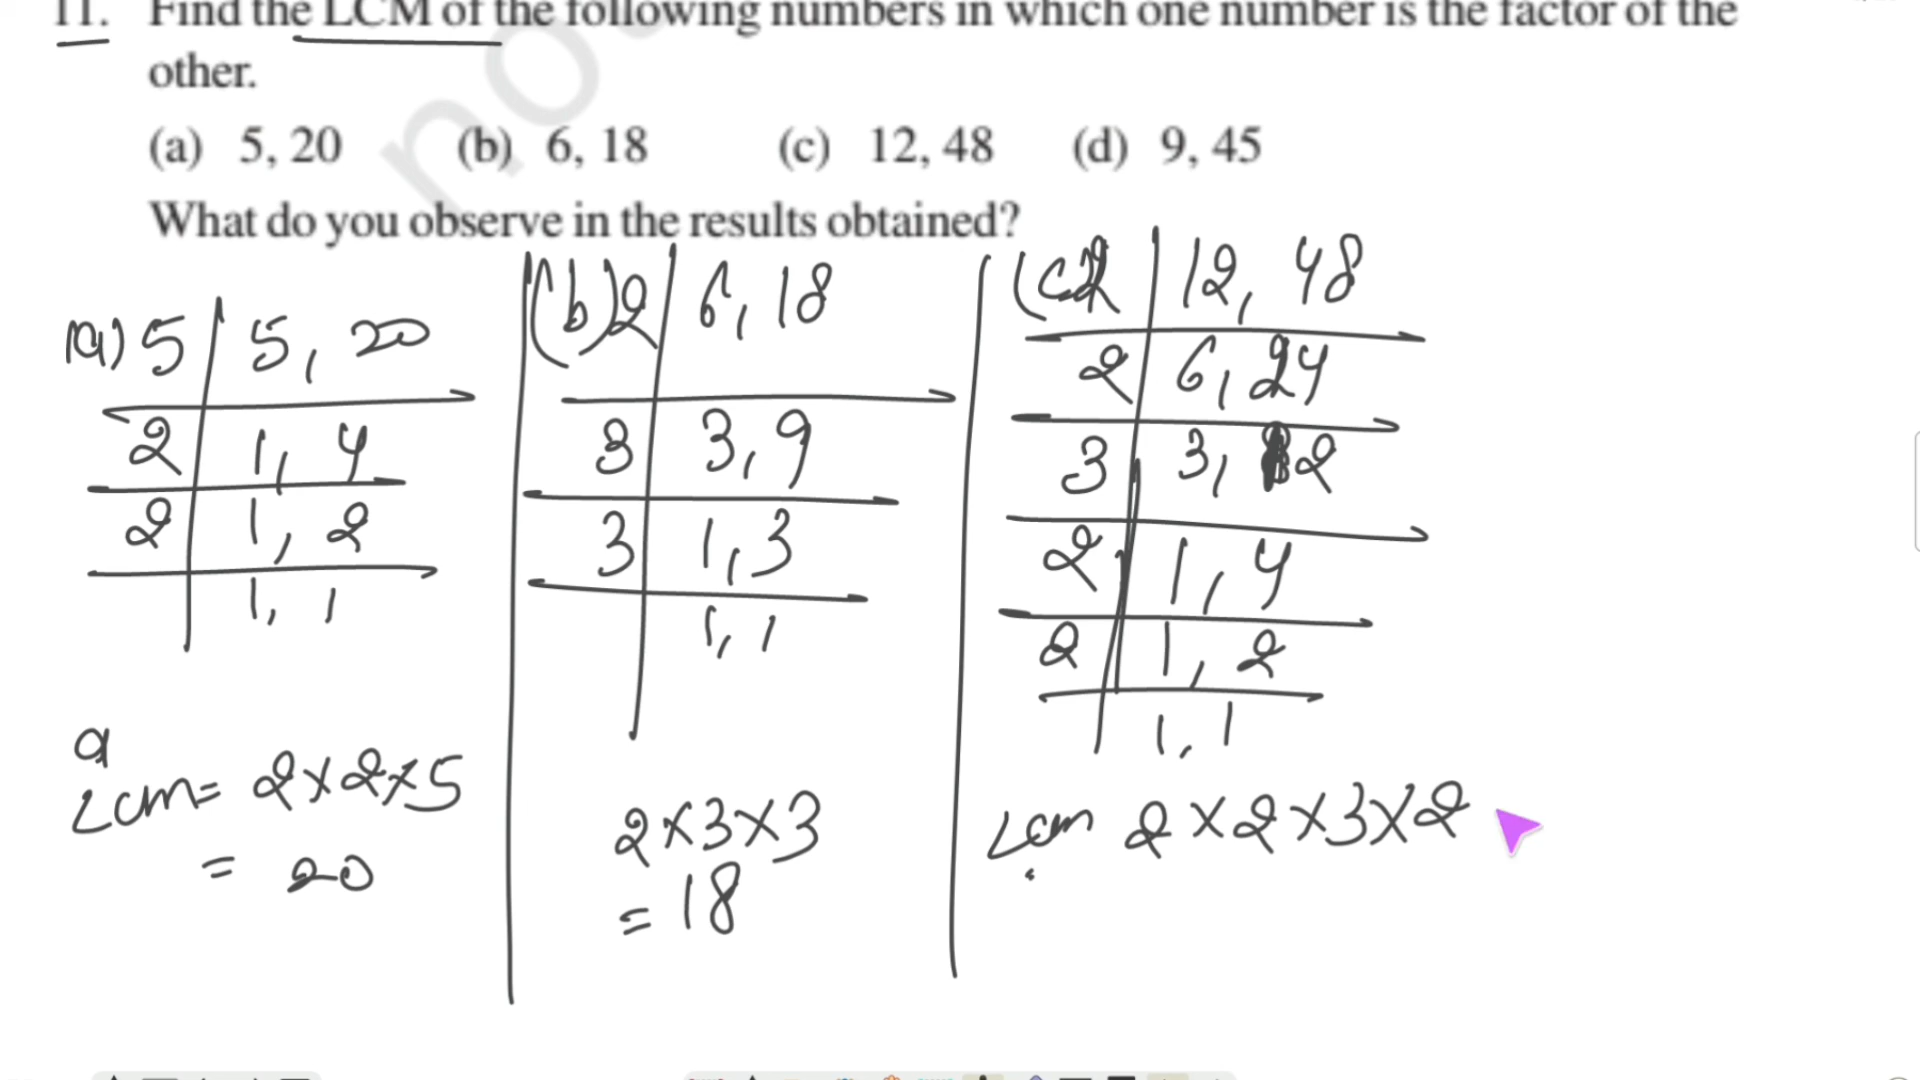 11. Find the LCM of the following numbers in which one number is the factor of the
other.
(a) 5, 20 (b) 6, 18 (c) 12, 48 (d) 9, 45
What do you observe in the results obtained?
(a) 5 | 5, 20
2 | 1, 4
2 | 1, 2
1, 1
a
Lcm = 2×2×5
= 20
(b) 2 | 6, 18
3 | 3, 9
3 | 1, 3
1, 1
2×3×3
= 18
(c) 2 | 12, 48
2 | 6, 24
3 | 3, 12
2 | 1, 4
2 | 1, 2
1, 1
Lcm 2×2×3×2